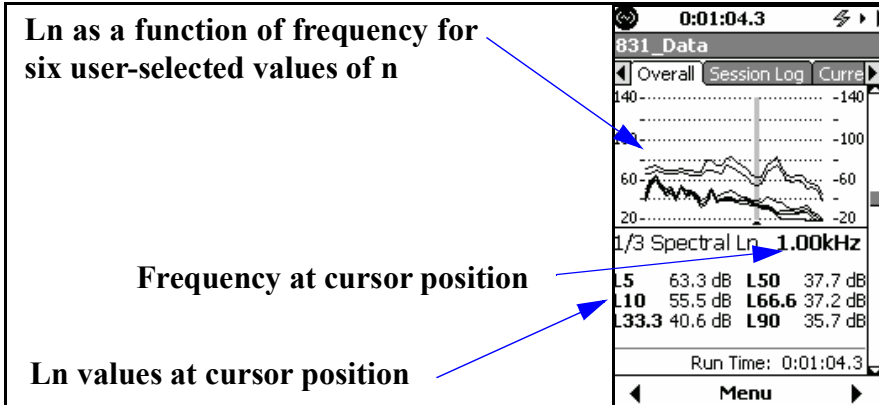 Ln as a function of frequency for
six user-selected values of n
Frequency at cursor position
Ln values at cursor position
0:01:04.3
831_Data
Overall Session Log Curre
140 -140
100 -100
60 -60
20 -20
1/3 Spectral Ln 1.00kHz
L5 63.3 dB L50 37.7 dB
L10 55.5 dB L66.6 37.2 dB
L33.3 40.6 dB L90 35.7 dB
Run Time: 0:01:04.3
Menu